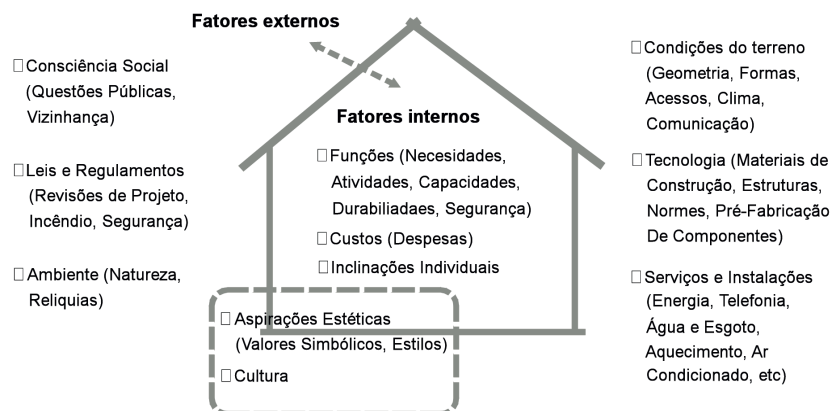 Fatores externos
□ Consciência Social
(Questões Públicas,
Vizinhança)
□ Leis e Regulamentos
(Revisões de Projeto,
Incêndio, Segurança)
□ Ambiente (Natureza,
Reliquias)
Fatores internos
□ Funções (Necesidades,
Atividades, Capacidades,
Durabiliadaes, Segurança)
□ Custos (Despesas)
□ Inclinações Individuais
□ Aspirações Estéticas
(Valores Simbólicos, Estilos)
□ Cultura
□ Condições do terreno
(Geometria, Formas,
Acessos, Clima,
Comunicação)
□ Tecnologia (Materiais de
Construção, Estruturas,
Normes, Pré-Fabricação
De Componentes)
□ Serviços e Instalações
(Energia, Telefonia,
Água e Esgoto,
Aquecimento, Ar
Condicionado, etc)